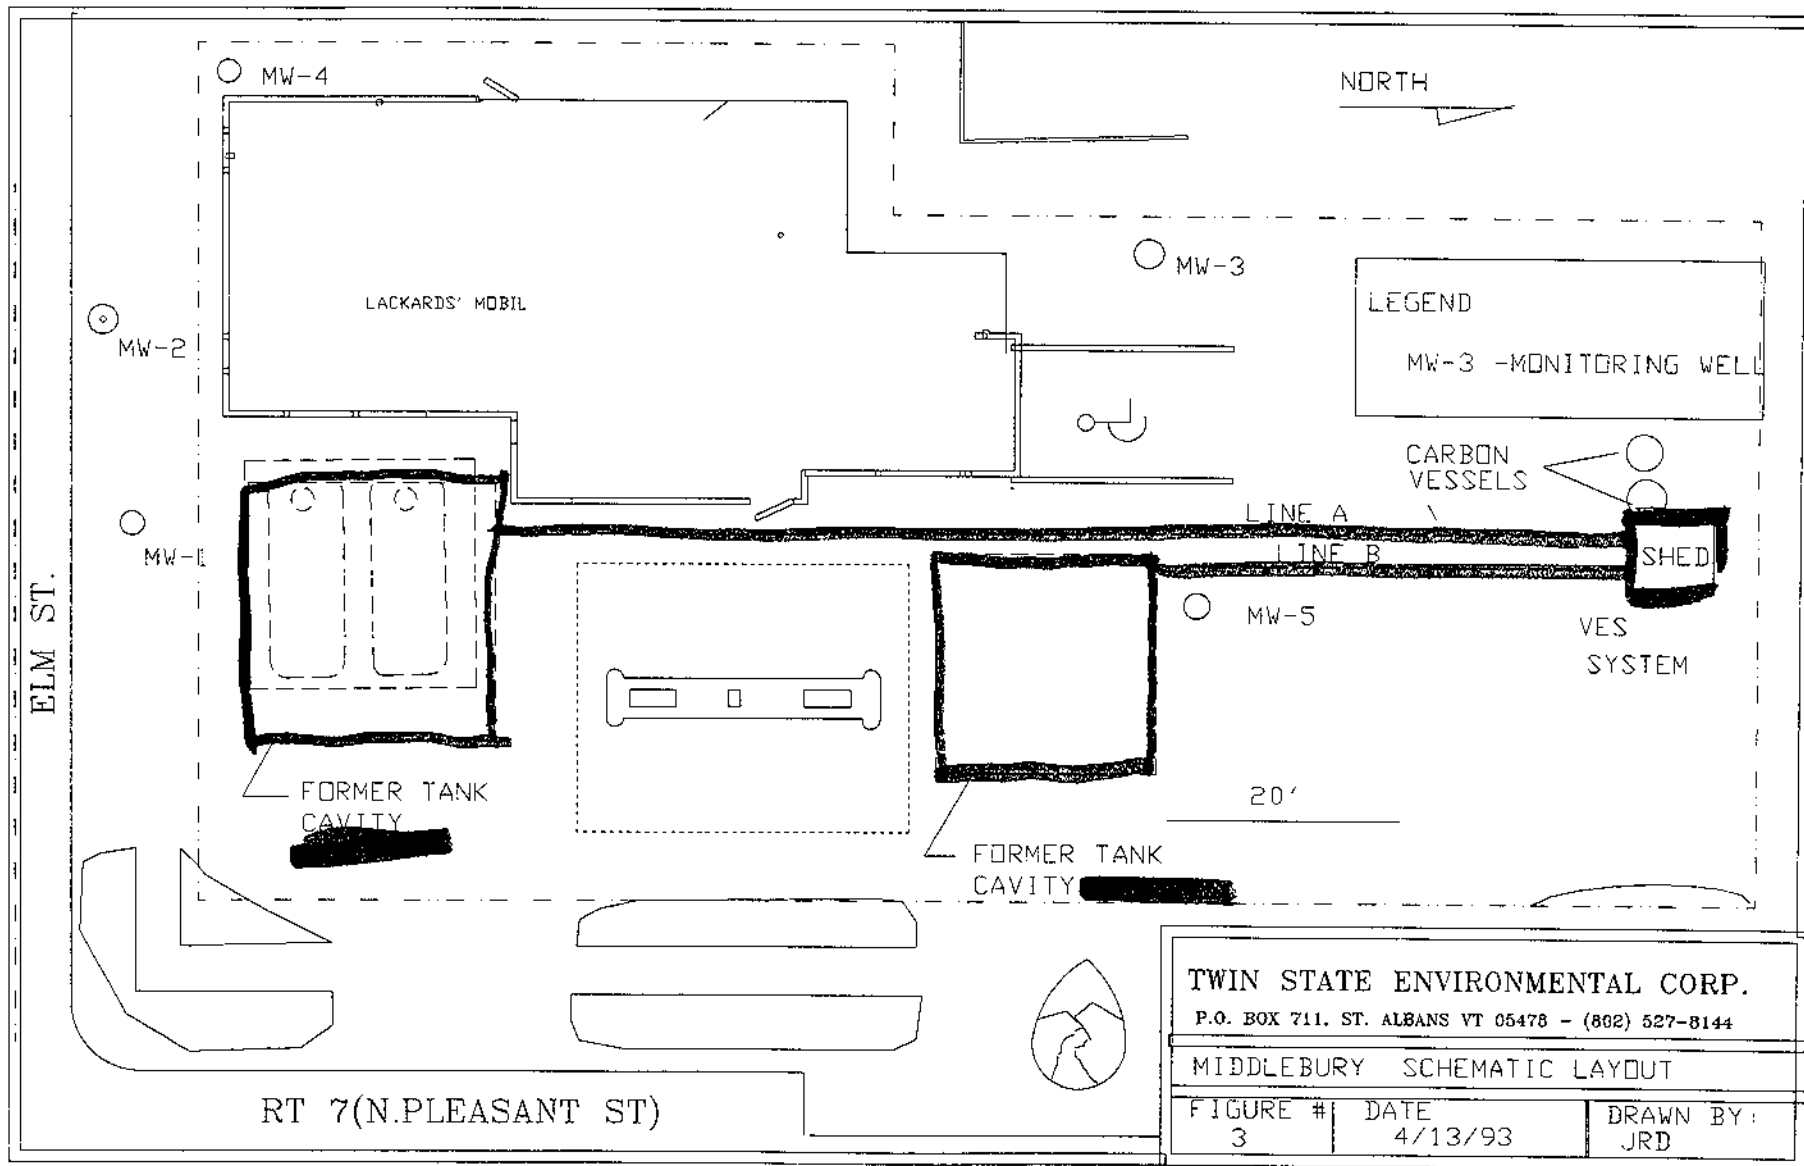 MW-4
NORTH
MW-3
LEGEND
LACKARDS' MOBIL
MW-2
MW-3 -MONITORING WELL
CARBON
VESSELS
LINE A
MW-1
LINE B
SHED
ELM ST.
MW-5
VES
SYSTEM
FORMER TANK
CAVITY
20'
FORMER TANK
CAVITY
TWIN STATE ENVIRONMENTAL CORP.
P.O. BOX 711. ST. ALBANS VT 05478 - (802) 527-8144
MIDDLEBURY SCHEMATIC LAYOUT
FIGURE #
3
DATE
4/13/93
DRAWN BY:
JRD
RT 7(N.PLEASANT ST)